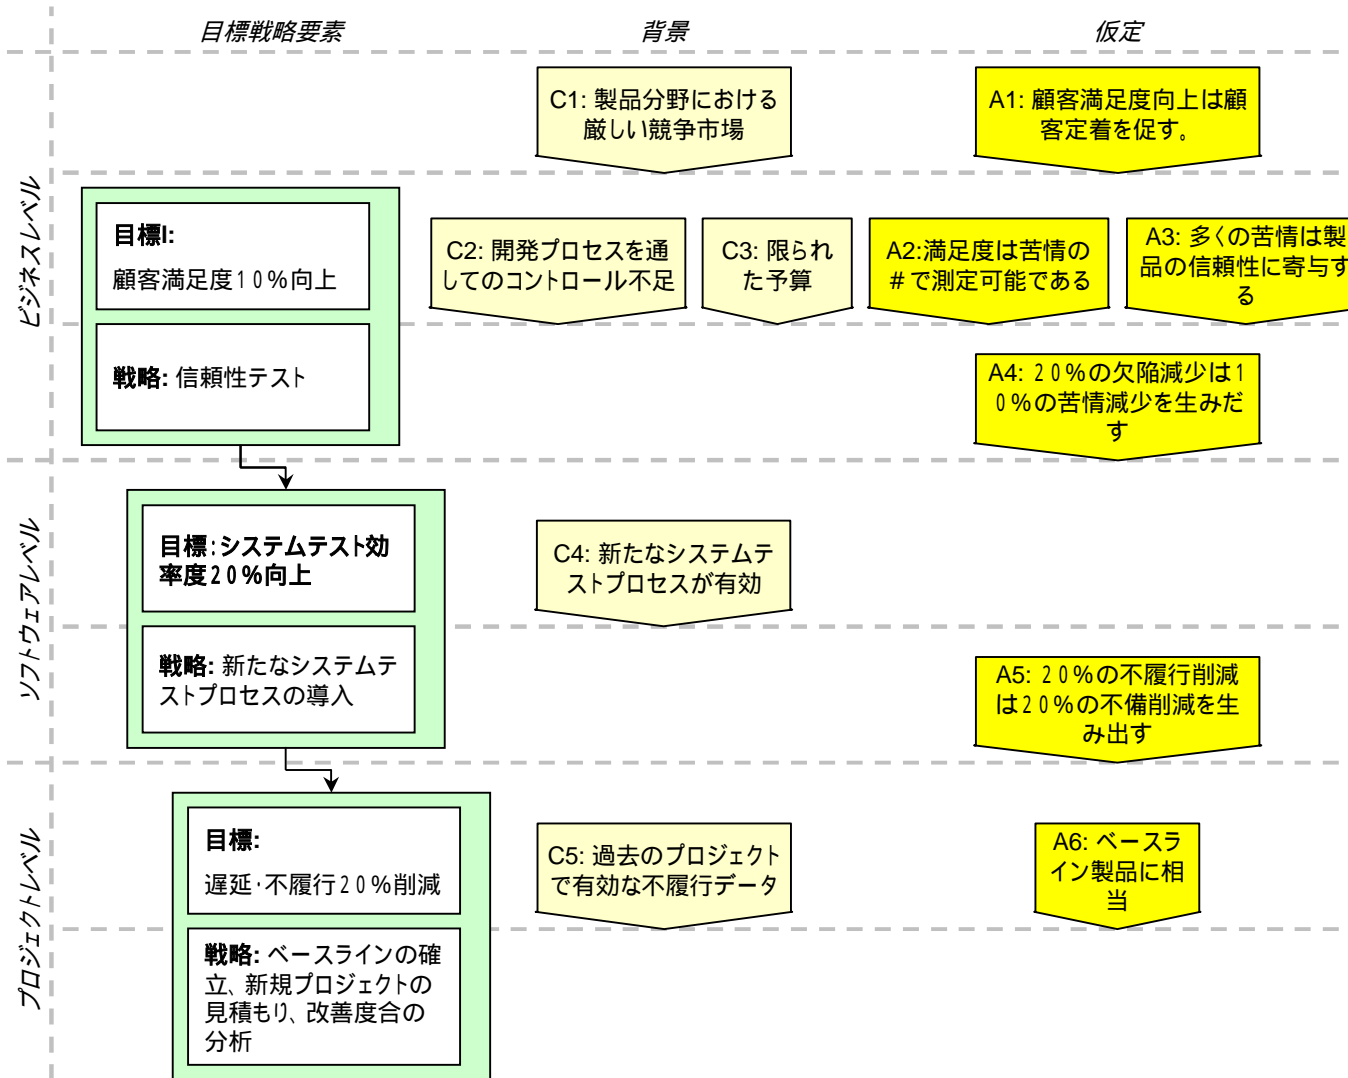 目標戦略要素
背景
仮定
C1: 製品分野における
厳しい競争市場
A1: 顧客満足度向上は顧
客定着を促す。
ビジネスレベル
目標I:
顧客満足度10%向上
戦略: 信頼性テスト
C2: 開発プロセスを通
してのコントロール不足
C3: 限られ
た予算
A2:満足度は苦情の
#で測定可能である
A3: 多くの苦情は製
品の信頼性に寄与す
る
A4: 20%の欠陥減少は1
0%の苦情減少を生みだ
す
ソフトウェアレベル
目標:システムテスト効
率度20%向上
戦略: 新たなシステムテ
ストプロセスの導入
C4: 新たなシステムテ
ストプロセスが有効
A5: 20%の不履行削減
は20%の不備削減を生
み出す
プロジェクトレベル
目標:
遅延・不履行20%削減
戦略: ベースラインの確
立、新規プロジェクトの
見積もり、改善度合の
分析
C5: 過去のプロジェクト
で有効な不履行データ
A6: ベースラ
イン製品に相
当